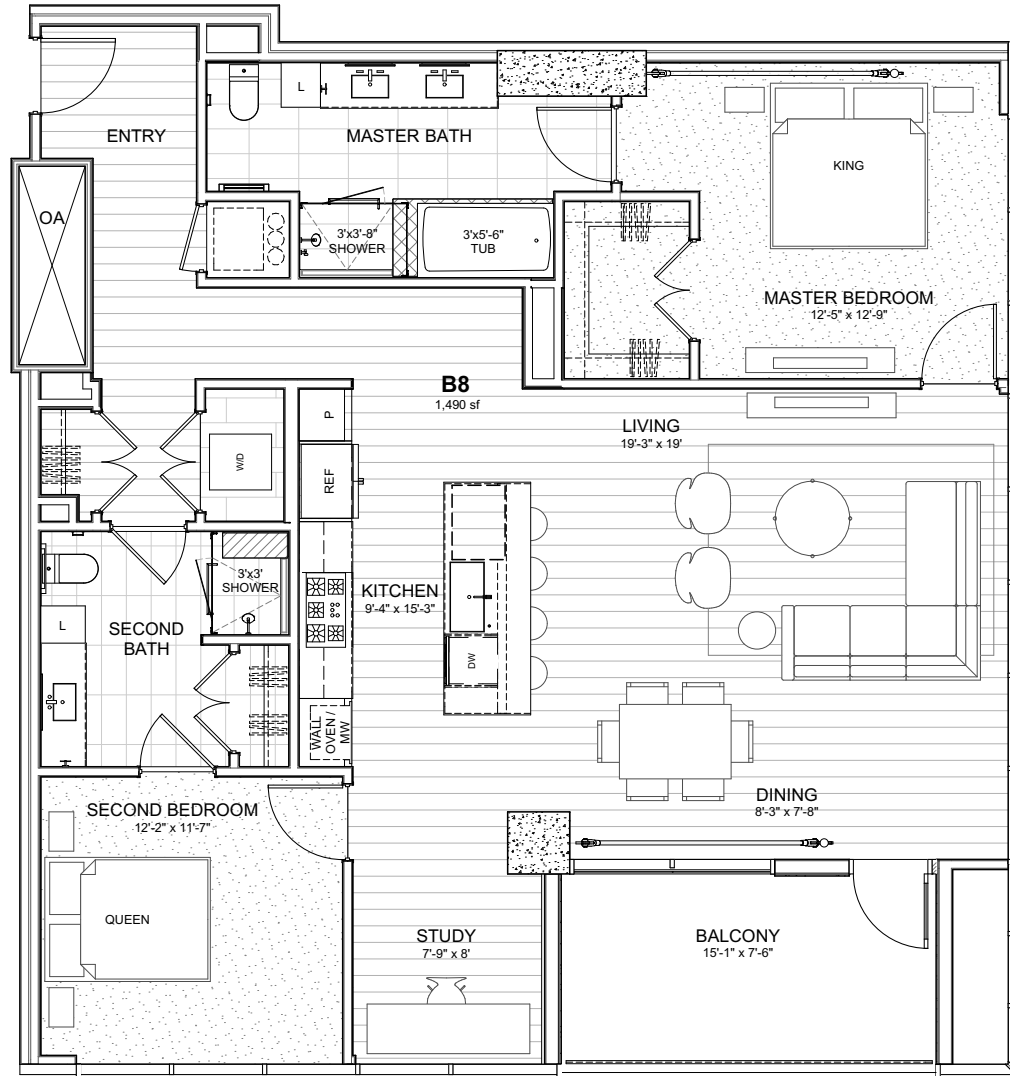 L
ENTRY
MASTER BATH
KING
OA
3'x3'-8"
SHOWER
3'x5'-6"
TUB
MASTER BEDROOM
12'-5" x 12'-9"
B8
1,490 sf
P
LIVING
19'-3" x 19'
W/D
REF
3'x3'
SHOWER
KITCHEN
9'-4" x 15'-3"
L
SECOND
BATH
DW
WALL
OVEN /
MW
DINING
8'-3" x 7'-8"
SECOND BEDROOM
12'-2" x 11'-7"
QUEEN
STUDY
7'-9" x 8'
BALCONY
15'-1" x 7'-6"